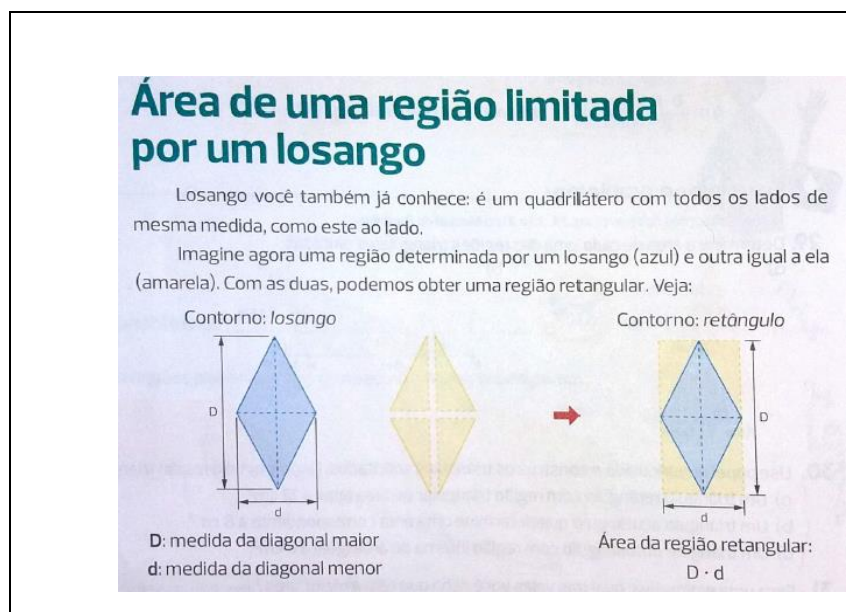 Área de uma região limitada
por um losango
Losango você também já conhece: é um quadrilátero com todos os lados de
mesma medida, como este ao lado.
Imagine agora uma região determinada por um losango (azul) e outra igual a ela
(amarela). Com as duas, podemos obter uma região retangular. Veja:
Contorno: losango
D
d
Contorno: retângulo
D
d
D: medida da diagonal maior
d: medida da diagonal menor
Área da região retangular:
D · d